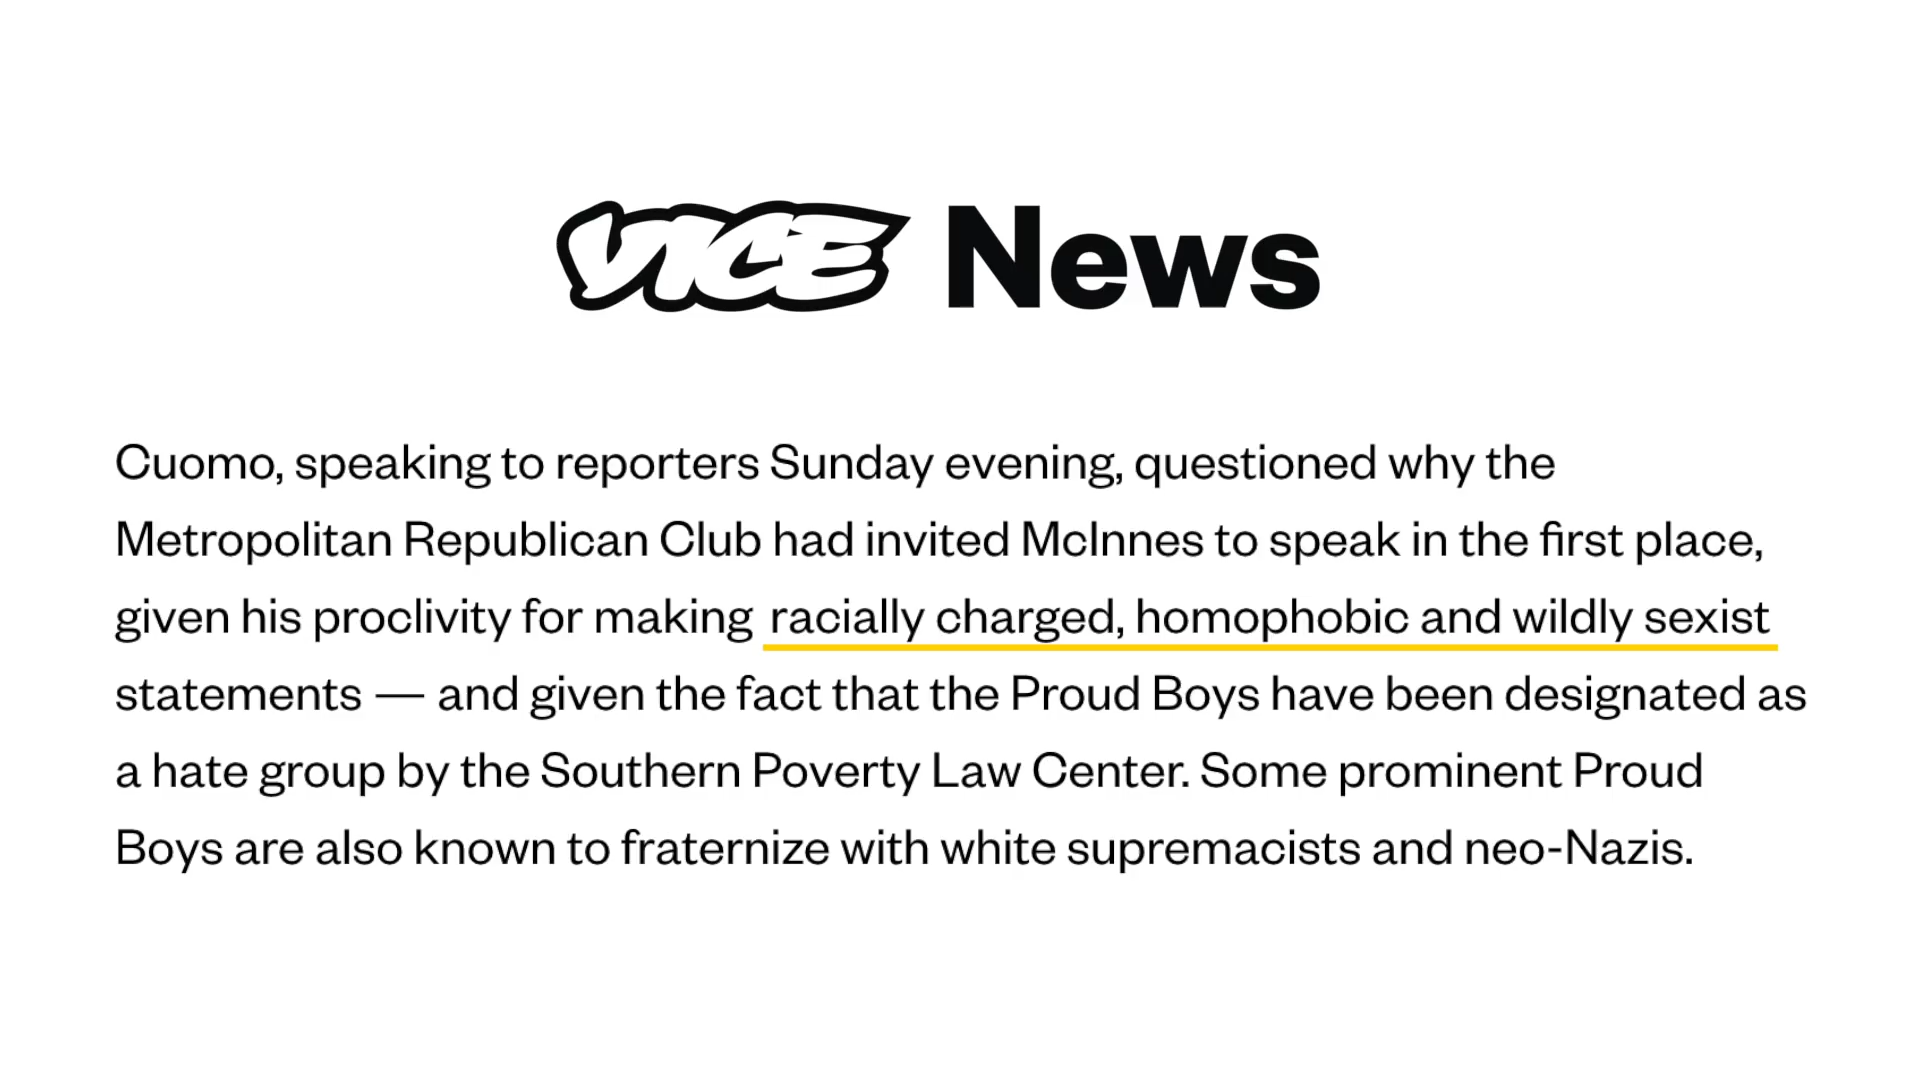 VICE News
Cuomo, speaking to reporters Sunday evening, questioned why the
Metropolitan Republican Club had invited McInnes to speak in the first place,
given his proclivity for making racially charged, homophobic and wildly sexist
statements — and given the fact that the Proud Boys have been designated as
a hate group by the Southern Poverty Law Center. Some prominent Proud
Boys are also known to fraternize with white supremacists and neo-Nazis.